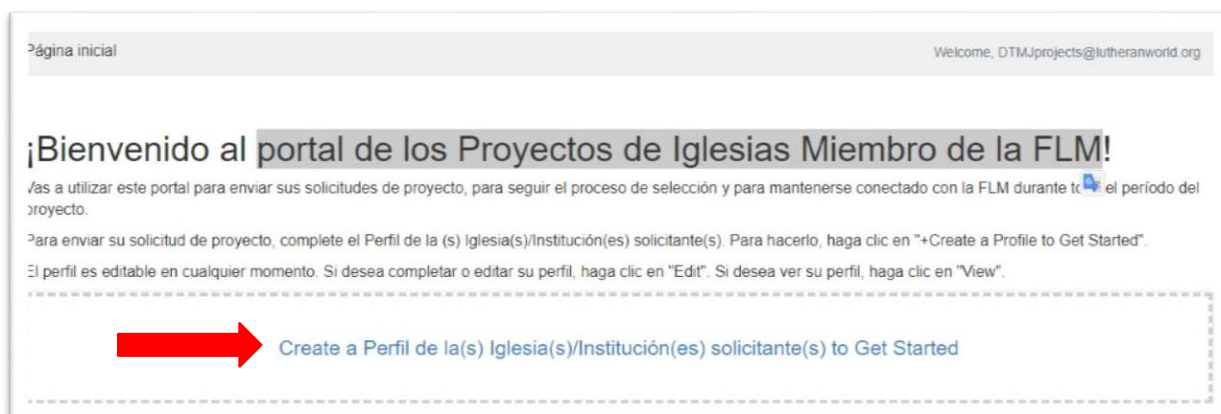 Página inicial
Welcome, DTMJprojects@lutheranworld.org
¡Bienvenido al portal de los Proyectos de Iglesias Miembro de la FLM!
Vas a utilizar este portal para enviar sus solicitudes de proyecto, para seguir el proceso de selección y para mantenerse conectado con la FLM durante el período del
proyecto.
Para enviar su solicitud de proyecto, complete el Perfil de la (s) Iglesia(s)/Institución(es) solicitante(s). Para hacerlo, haga clic en "+Create a Profile to Get Started".
El perfil es editable en cualquier momento. Si desea completar o editar su perfil, haga clic en "Edit". Si desea ver su perfil, haga clic en "View".
Create a Perfil de la(s) Iglesia(s)/Institución(es) solicitante(s) to Get Started